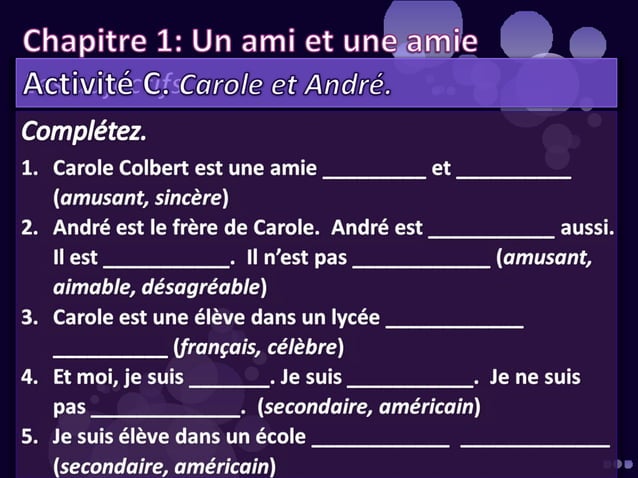 Chapitre 1: Un ami et une amie
Activité C. Carole et André.
Complétez.
1. Carole Colbert est une amie _________ et __________
(amusant, sincère)
2. André est le frère de Carole. André est ___________ aussi.
Il est ___________. Il n’est pas ____________ (amusant,
aimable, désagréable)
3. Carole est une élève dans un lycée ____________
__________ (français, célèbre)
4. Et moi, je suis _______. Je suis ___________. Je ne suis
pas _____________. (secondaire, américain)
5. Je suis élève dans un école ____________ _____________
(secondaire, américain)